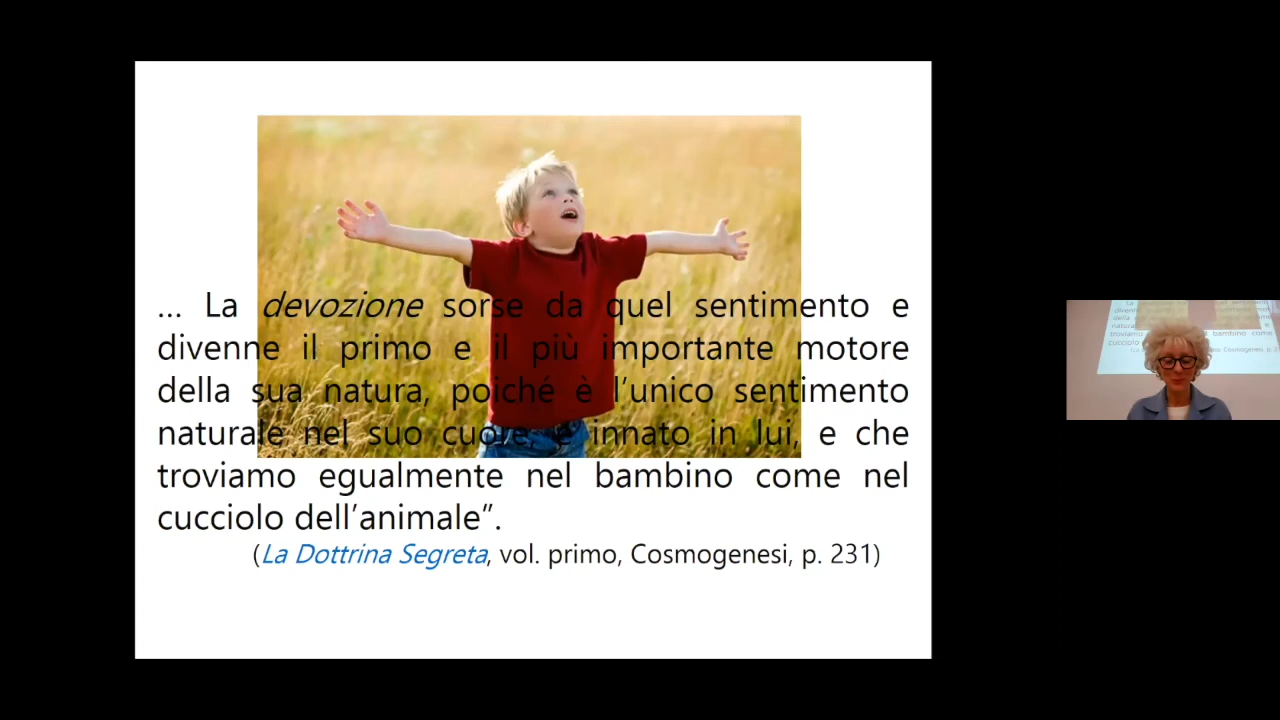 ... La devozione sorse da quel sentimento e
divenne il primo e il più importante motore
della sua natura, poiché è l’unico sentimento
naturale nel suo cuore, è innato in lui, e che
troviamo egualmente nel bambino come nel
cucciolo dell’animale”.
(La Dottrina Segreta, vol. primo, Cosmogenesi, p. 231)